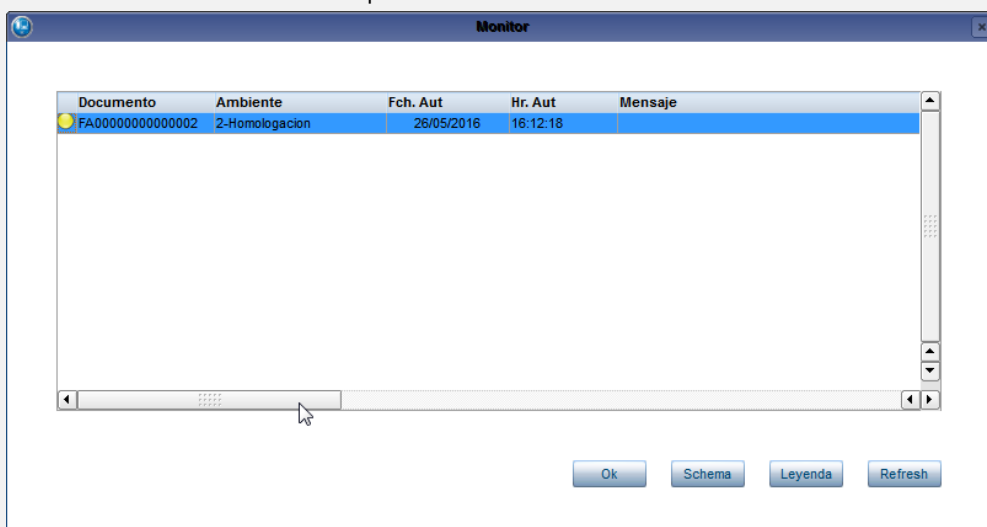 Monitor
Documento Ambiente Fch. Aut Hr. Aut Mensaje
FA00000000000002 2-Homologacion 26/05/2016 16:12:18
Ok Schema Leyenda Refresh